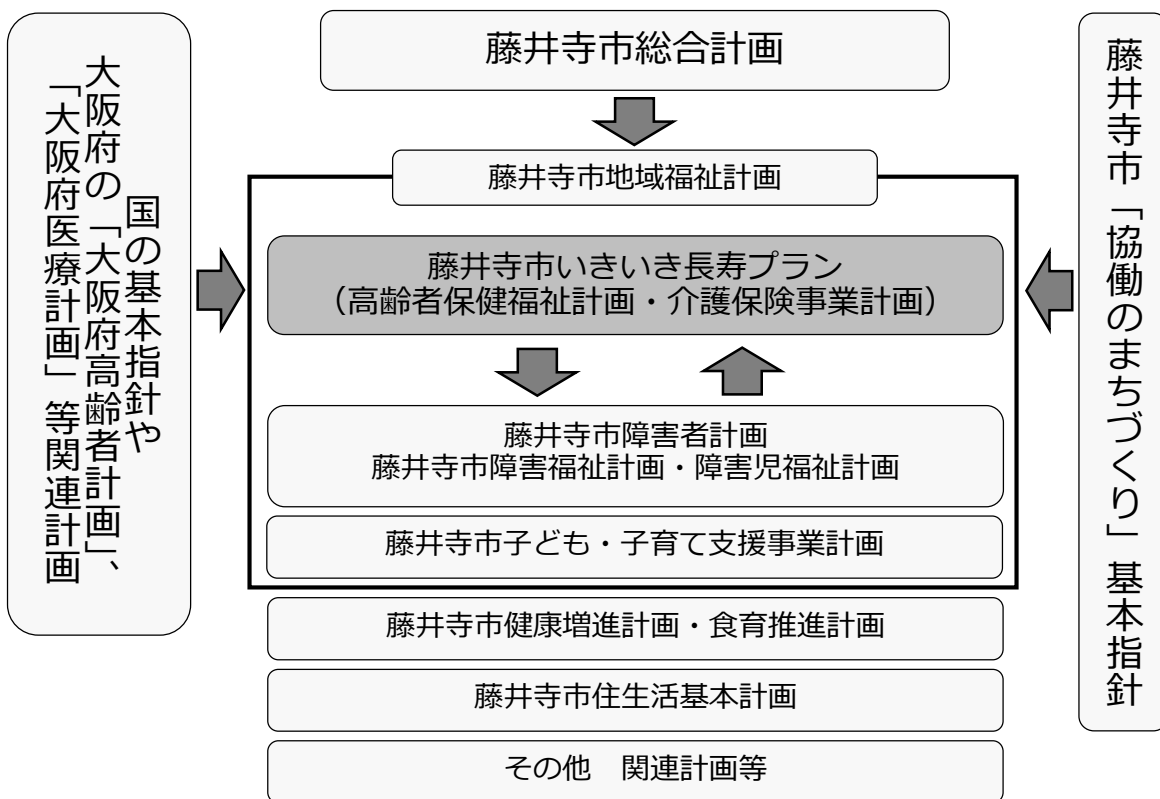 藤井寺市総合計画
国の基本指針や
大阪府の「大阪府高齢者計画」、
「大阪府医療計画」等関連計画
藤井寺市地域福祉計画
藤井寺市いきいき長寿プラン
（高齢者保健福祉計画・介護保険事業計画）
藤井寺市障害者計画
藤井寺市障害福祉計画・障害児福祉計画
藤井寺市子ども・子育て支援事業計画
藤井寺市健康増進計画・食育推進計画
藤井寺市住生活基本計画
その他　関連計画等
藤井寺市「協働のまちづくり」基本指針